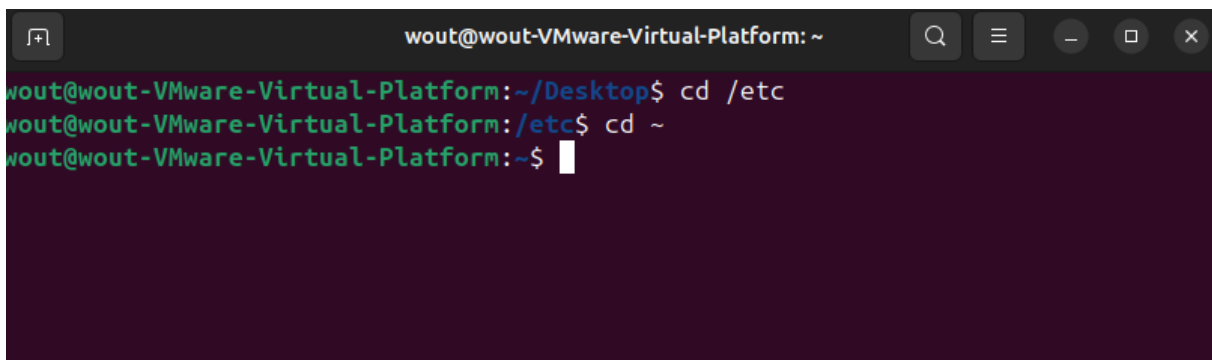 wout@wout-VMware-Virtual-Platform: ~
wout@wout-VMware-Virtual-Platform:~/Desktop$ cd /etc
wout@wout-VMware-Virtual-Platform:/etc$ cd ~
wout@wout-VMware-Virtual-Platform:~$